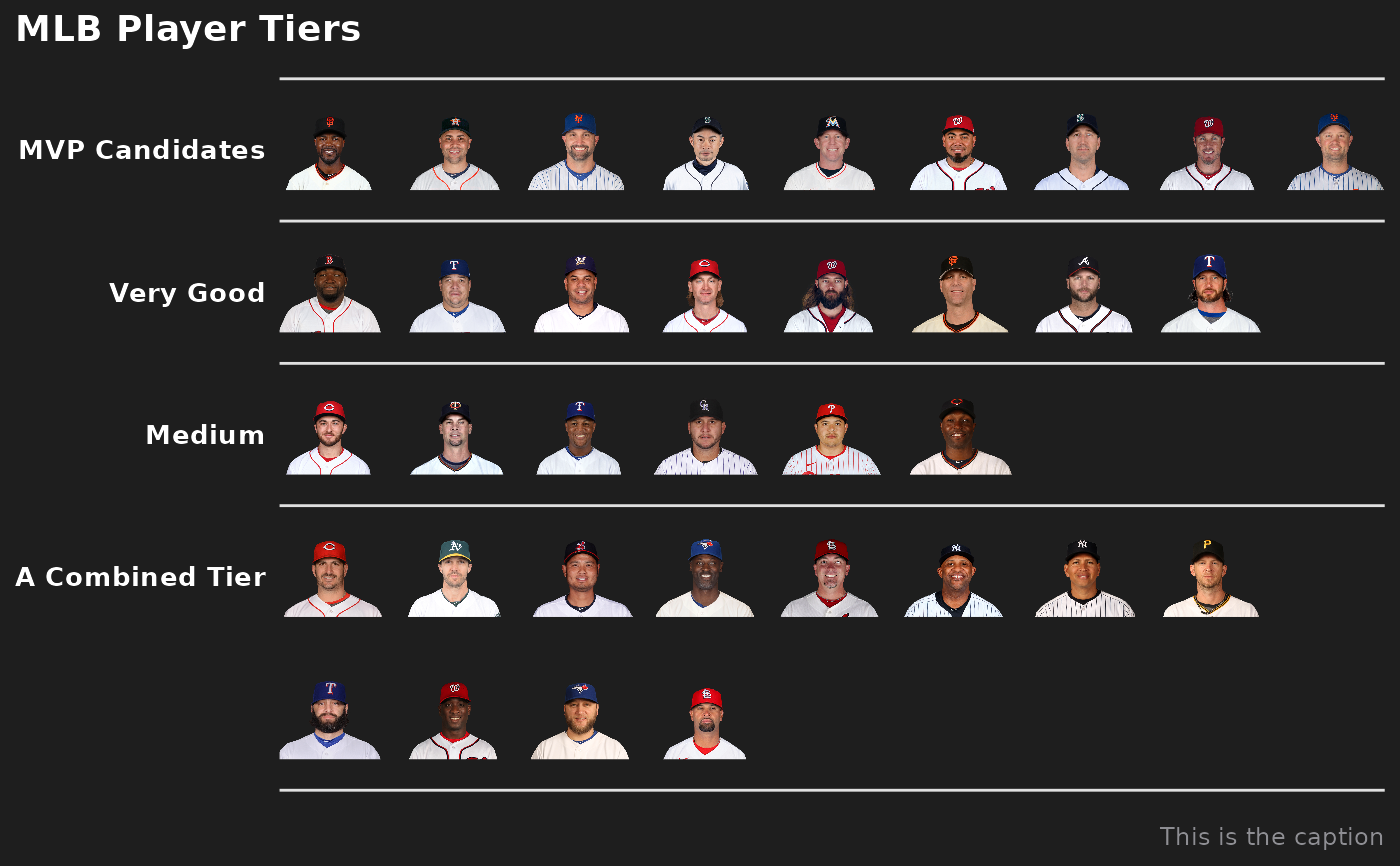 MLB Player Tiers
MVP Candidates
Very Good
Medium
A Combined Tier
This is the caption